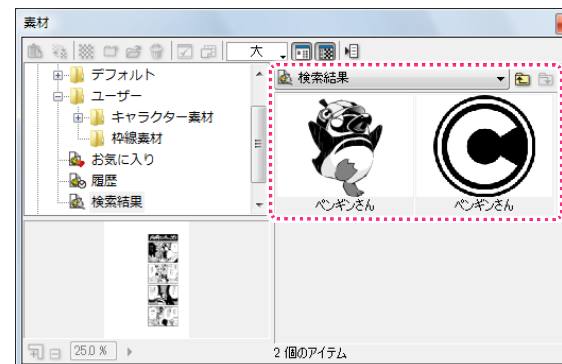 素材
大
デフォルト
ユーザー
キャラクター素材
枠線素材
お気に入り
履歴
検索結果
検索結果
ペンギンさん
ペンギンさん
25.0 %
2 個のアイテム